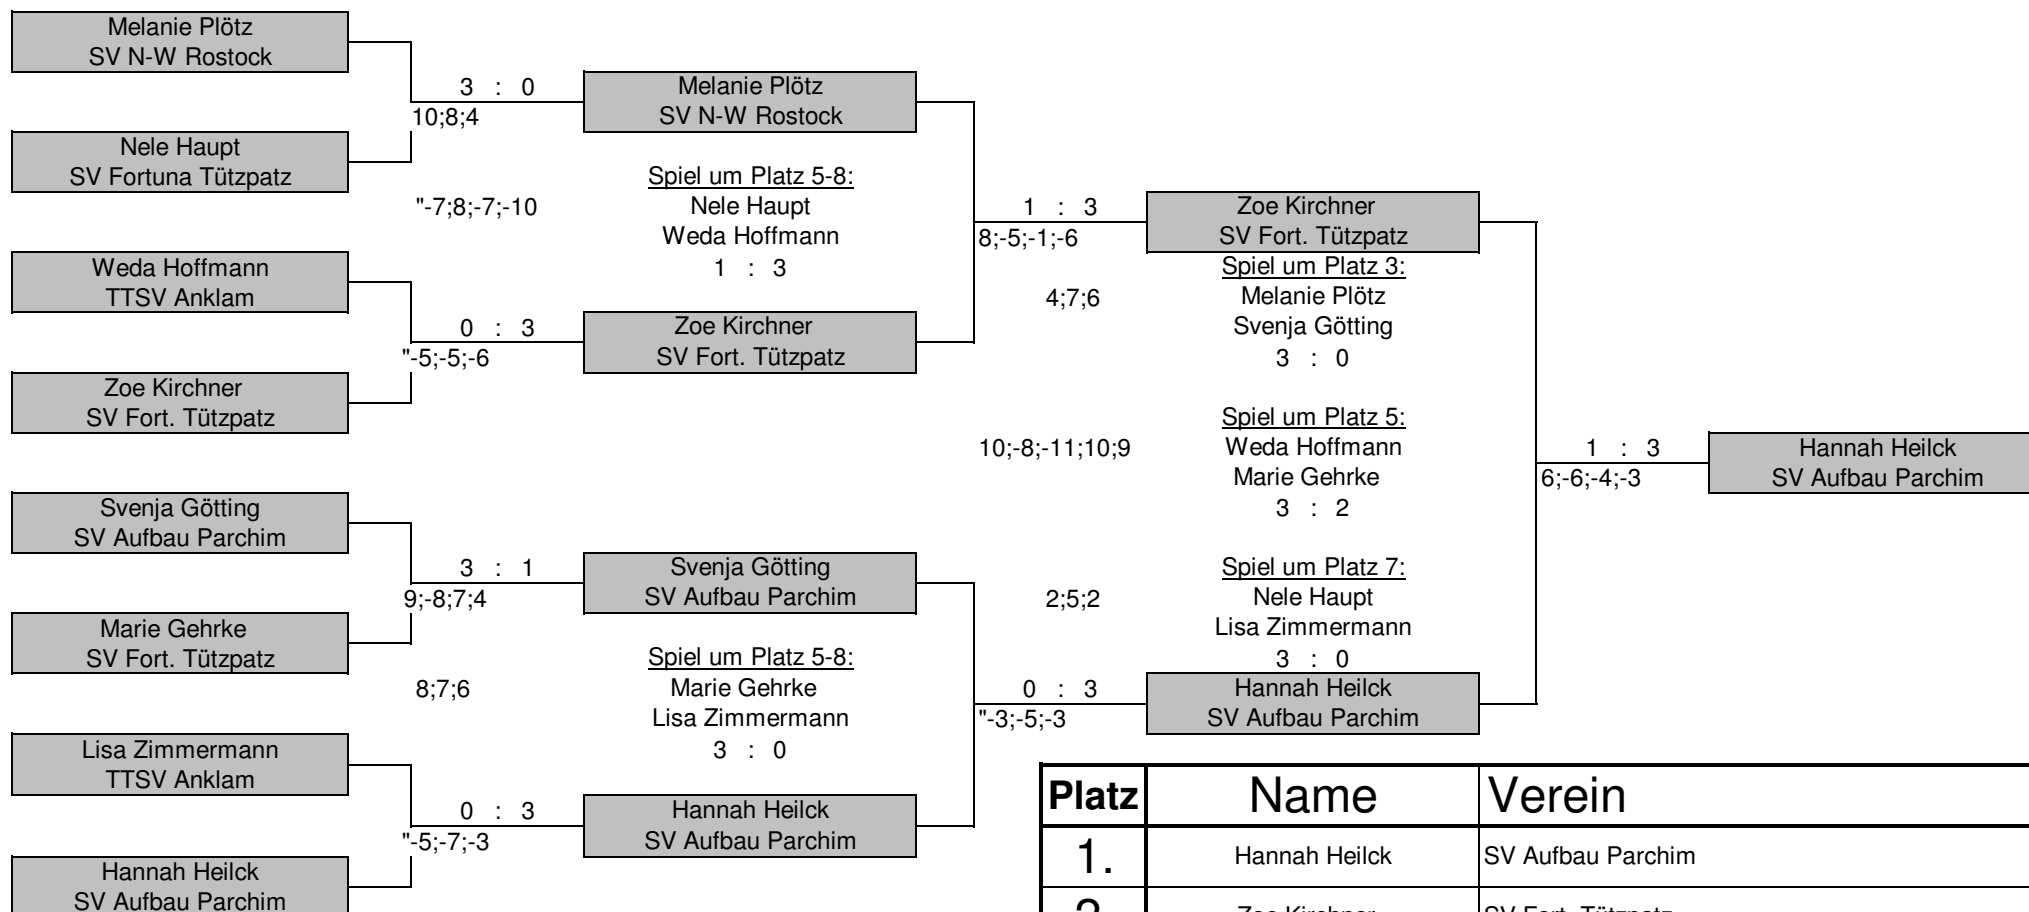 Melanie Plötz
SV N-W Rostock
3 : 0
10;8;4
Nele Haupt
SV Fortuna Tützpatz
"-7;8;-7;-10
Weda Hoffmann
TTSV Anklam
0 : 3
"-5;-5;-6
Zoe Kirchner
SV Fort. Tützpatz
Svenja Götting
SV Aufbau Parchim
3 : 1
9;-8;7;4
Marie Gehrke
SV Fort. Tützpatz
8;7;6
Lisa Zimmermann
TTSV Anklam
0 : 3
"-5;-7;-3
Hannah Heilck
SV Aufbau Parchim
Melanie Plötz
SV N-W Rostock
Spiel um Platz 5-8:
Nele Haupt
Weda Hoffmann
1 : 3
Zoe Kirchner
SV Fort. Tützpatz
Svenja Götting
SV Aufbau Parchim
Spiel um Platz 5-8:
Marie Gehrke
Lisa Zimmermann
3 : 0
Hannah Heilck
SV Aufbau Parchim
1 : 3
8;-5;-1;-6
4;7;6
10;-8;-11;10;9
2;5;2
0 : 3
"-3;-5;-3
Zoe Kirchner
SV Fort. Tützpatz
Spiel um Platz 3:
Melanie Plötz
Svenja Götting
3 : 0
Spiel um Platz 5:
Weda Hoffmann
Marie Gehrke
3 : 2
Spiel um Platz 7:
Nele Haupt
Lisa Zimmermann
3 : 0
Hannah Heilck
SV Aufbau Parchim
1 : 3
6;-6;-4;-3
Hannah Heilck
SV Aufbau Parchim
Platz Name Verein
1. Hannah Heilck SV Aufbau Parchim
2. Zoe Kirchner SV Fort. Tützpatz